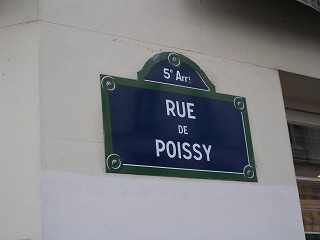 5e Arrt
RUE
DE
POISSY